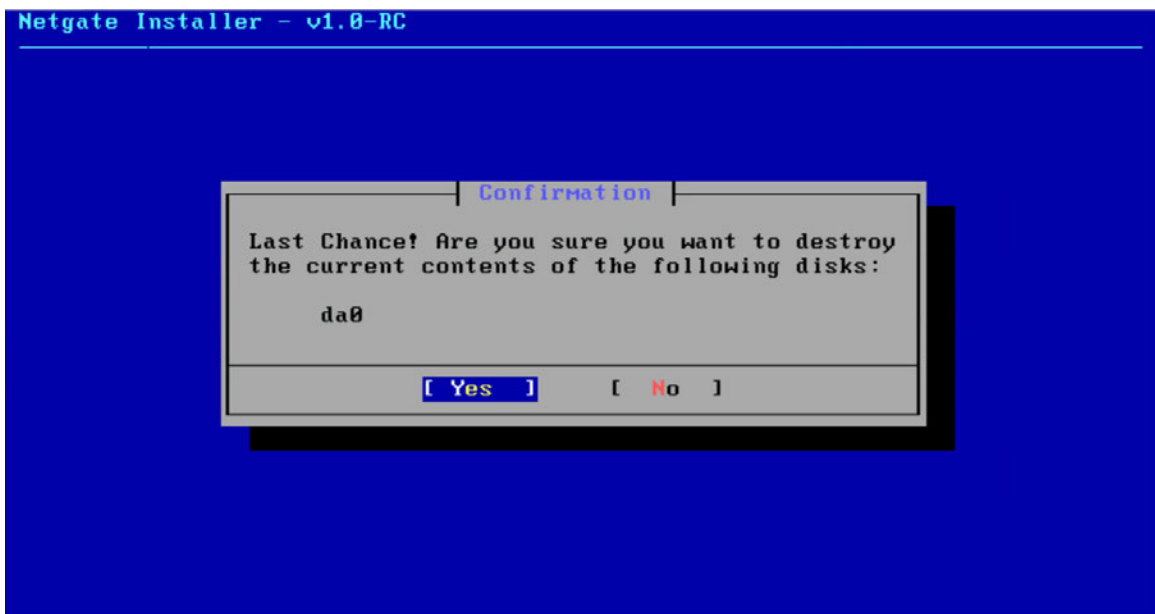 Netgate Installer - v1.0-RC
Confirmation
Last Chance! Are you sure you want to destroy
the current contents of the following disks:
da0
[ Yes ] [ No ]